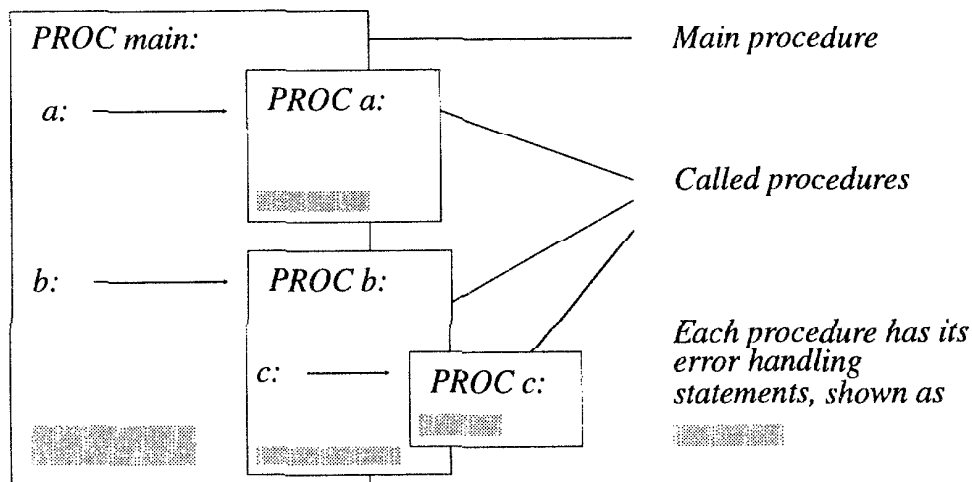 PROC main:
Main procedure
a:
PROC a:
Called procedures
b:
PROC b:
c:
PROC c:
Each procedure has its
error handling
statements, shown as